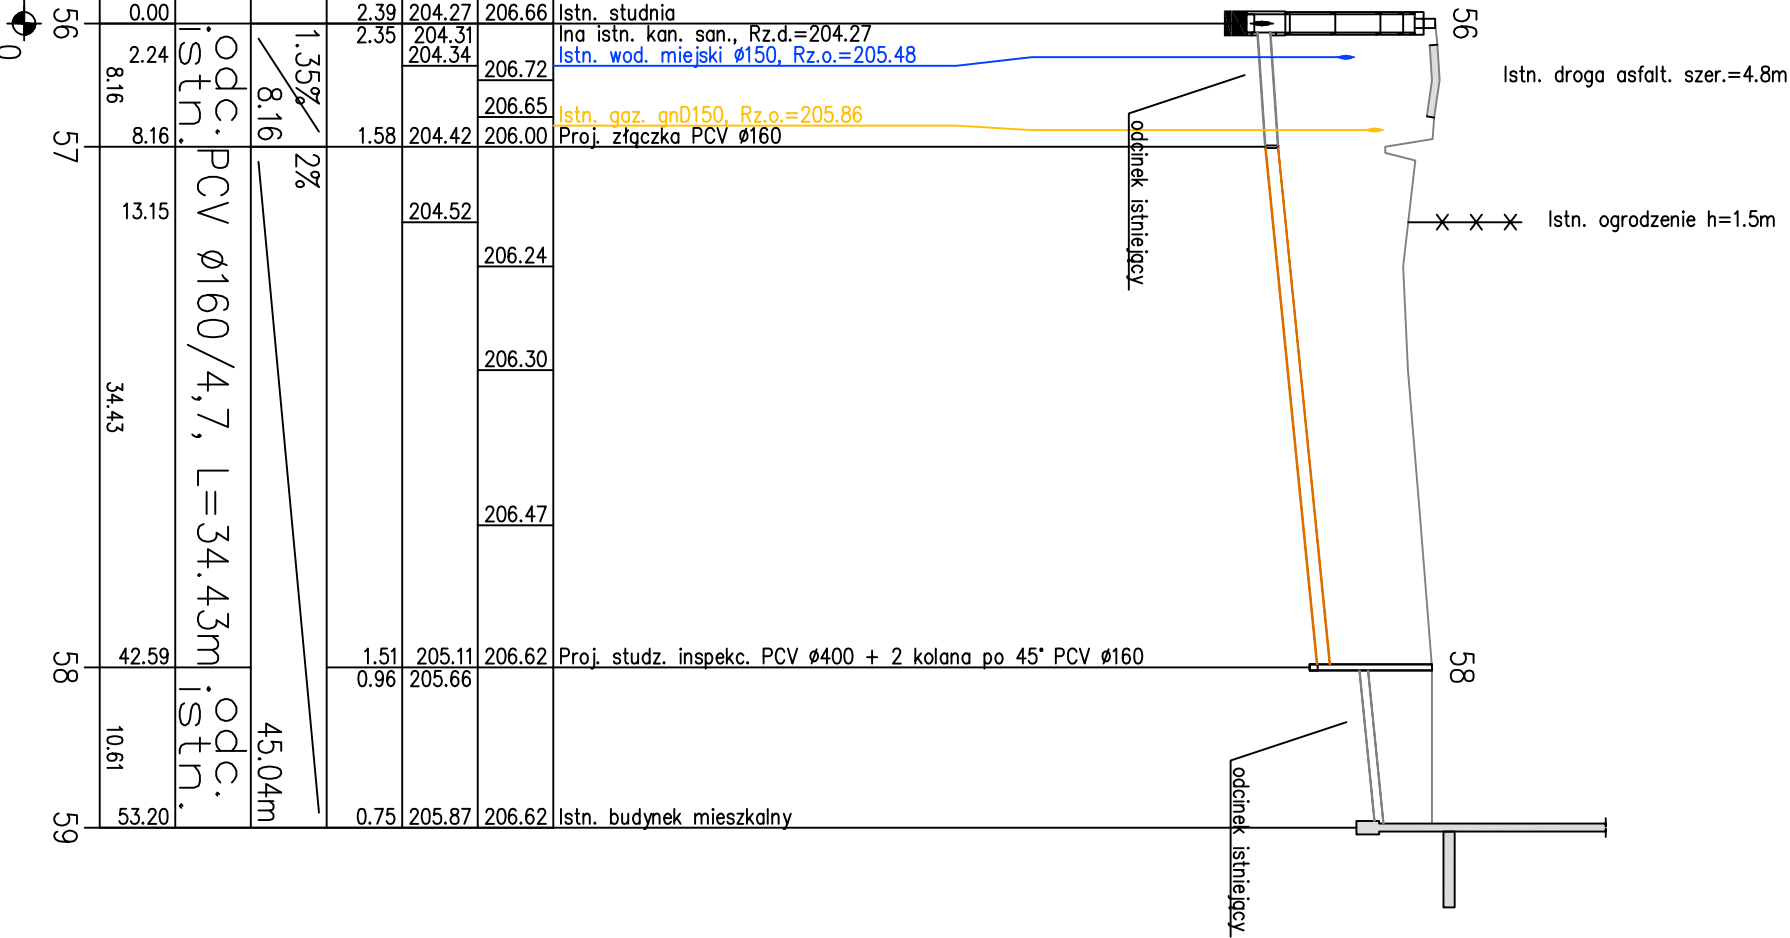 56
0
0.00
2.39
204.27
206.66
Istn. studnia
2.35
204.31
Ina istn. kan. san., Rz.d.=204.27
2.24
204.34
Istn. wod. miejski ø150, Rz.o.=205.48
206.72
8.16
1.35%
8.16
206.65
Istn. gaz. gnD150, Rz.o.=205.86
57
8.16
1.58
204.42
206.00
Proj. złączka PCV ø160
2%
13.15
204.52
206.24
206.30
34.43
206.47
58
42.59
1.51
205.11
206.62
Proj. studz. inspekc. PCV ø400 + 2 kolana po 45° PCV ø160
0.96
205.66
10.61
45.04m
59
53.20
0.75
205.87
206.62
Istn. budynek mieszkalny
odc.
istn.
PCV ø160/4,7, L=34.43m
odc.
istn.
odcinek istniejący
odcinek istniejący
56
Istn. droga asfalt. szer.=4.8m
Istn. ogrodzenie h=1.5m
58